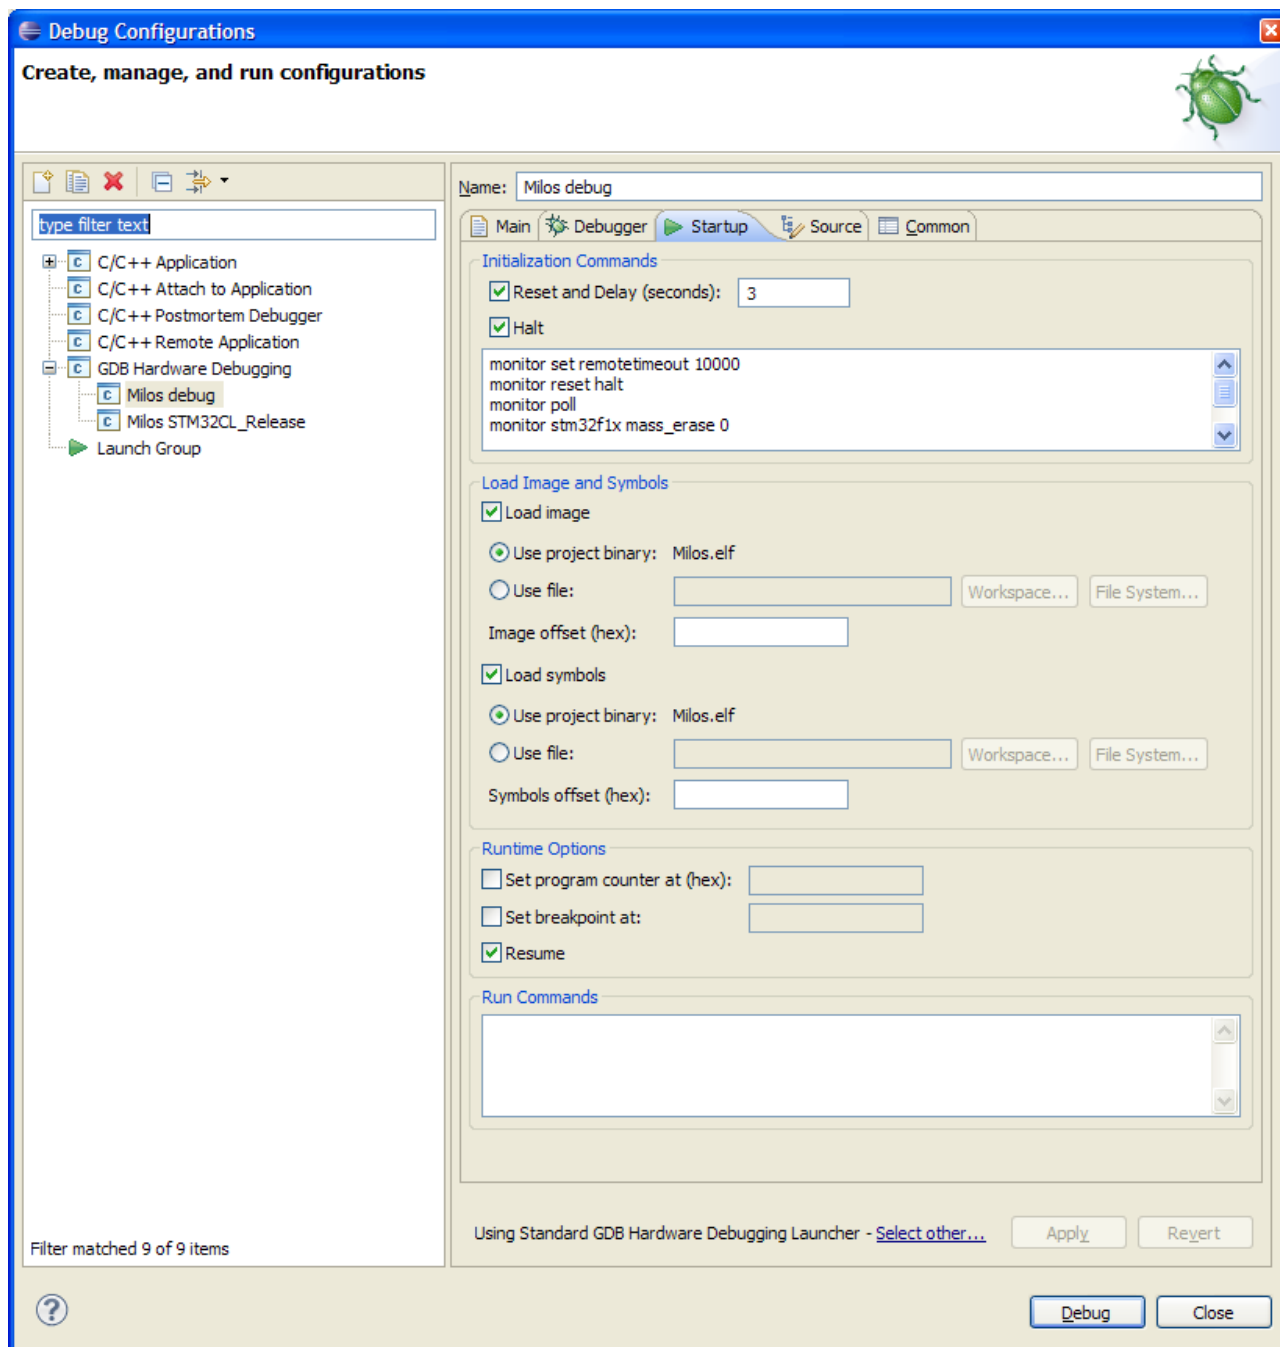 Debug Configurations
Create, manage, and run configurations
type filter text
C/C++ Application
C/C++ Attach to Application
C/C++ Postmortem Debugger
C/C++ Remote Application
GDB Hardware Debugging
Milos debug
Milos STM32CL_Release
Launch Group
Filter matched 9 of 9 items
Name: Milos debug
Main Debugger Startup Source Common
Initialization Commands
Reset and Delay (seconds): 3
Halt
monitor set remotetimeout 10000
monitor reset halt
monitor poll
monitor stm32f1x mass_erase 0
Load Image and Symbols
Load image
Use project binary: Milos.elf
Use file: Workspace... File System...
Image offset (hex):
Load symbols
Use project binary: Milos.elf
Use file: Workspace... File System...
Symbols offset (hex):
Runtime Options
Set program counter at (hex):
Set breakpoint at:
Resume
Run Commands
Using Standard GDB Hardware Debugging Launcher - Select other... Apply Revert
Debug Close